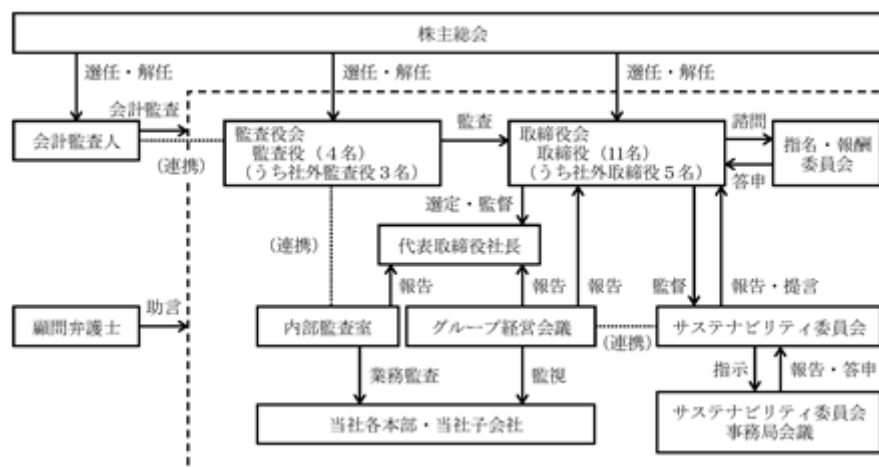 株主総会
選任・解任
選任・解任
選任・解任
会計監査
会計監査人
(連携)
監査役会
監査役(4名)
(うち社外監査役3名)
監査
取締役会
取締役(11名)
(うち社外取締役5名)
諮問
答申
指名・報酬
委員会
選定・監督
(連携)
代表取締役社長
報告
報告
報告
監督
報告・提言
助言
顧問弁護士
内部監査室
グループ経営会議
(連携)
サステナビリティ委員会
業務監査
監視
指示
報告・答申
当社各本部・当社子会社
サステナビリティ委員会
事務局会議